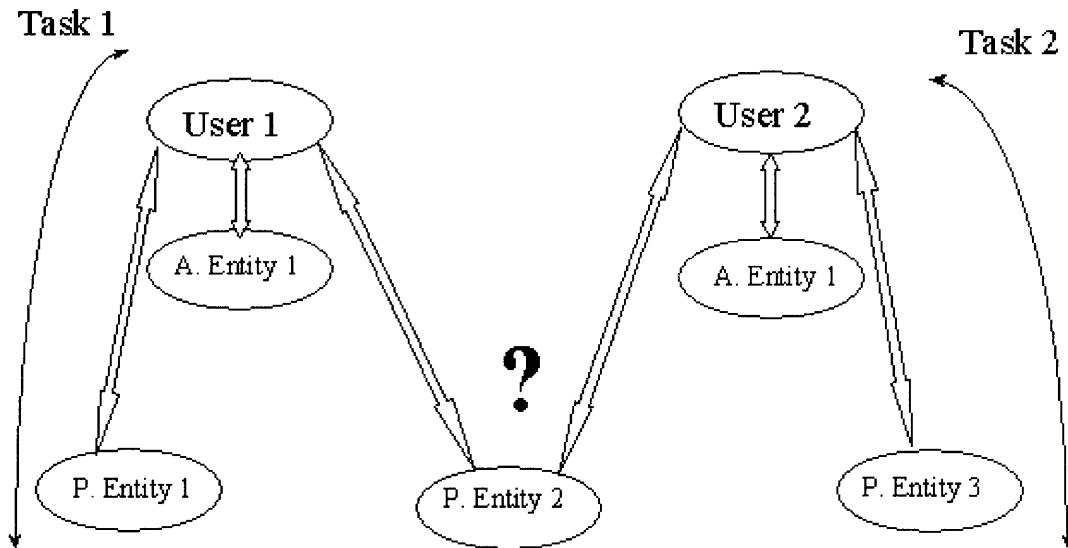 Task 1
Task 2
User 1
User 2
A. Entity 1
A. Entity 1
?
P. Entity 1
P. Entity 2
P. Entity 3